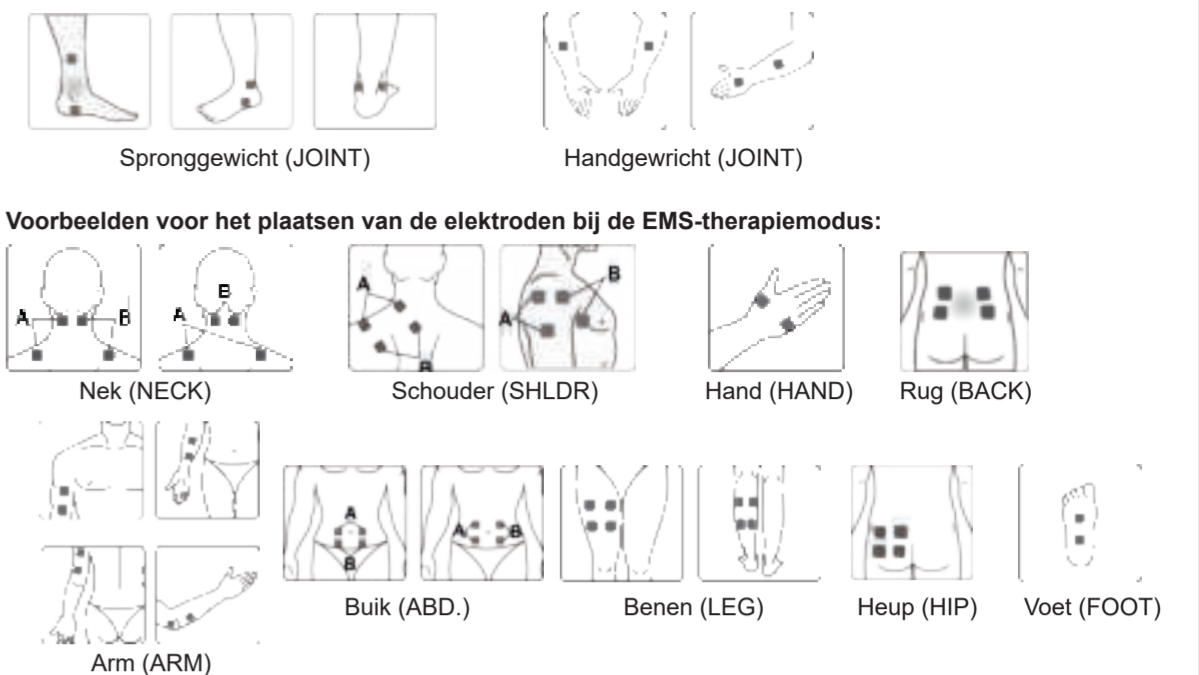 Spronggewicht (JOINT)
Handgewricht (JOINT)
Voorbeelden voor het plaatsen van de elektroden bij de EMS-therapiemodus:
A B
A B
Nek (NECK)
A B
A B
Schouder (SHLDR)
Hand (HAND)
Rug (BACK)
Arm (ARM)
A
B
A B
Buik (ABD.)
Benen (LEG)
Heup (HIP)
Voet (FOOT)